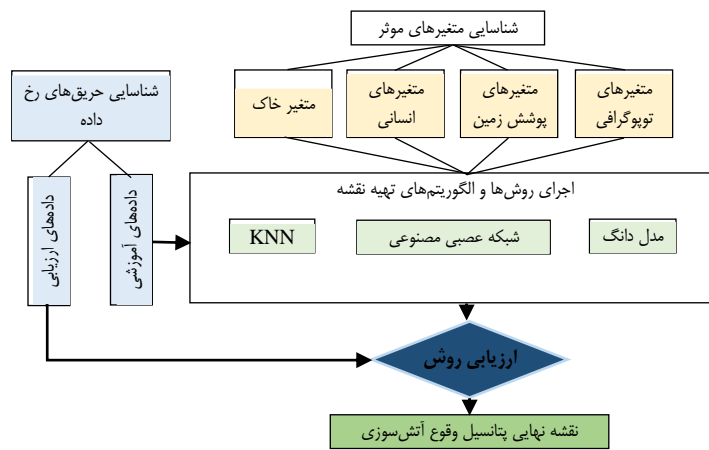 شناسایی متغیرهای موثر
متغیرهای
توپوگرافی
متغیرهای
پوشش زمین
متغیرهای
انسانی
متغیر خاک
شناسایی حریق‌های رخ
داده
داده‌های آموزشی
داده‌های ارزیابی
اجرای روش‌ها و الگوریتم‌های تهیه نقشه
مدل دانگ
شبکه عصبی مصنوعی
KNN
ارزیابی روش
نقشه نهایی پتانسیل وقوع آتش‌سوزی